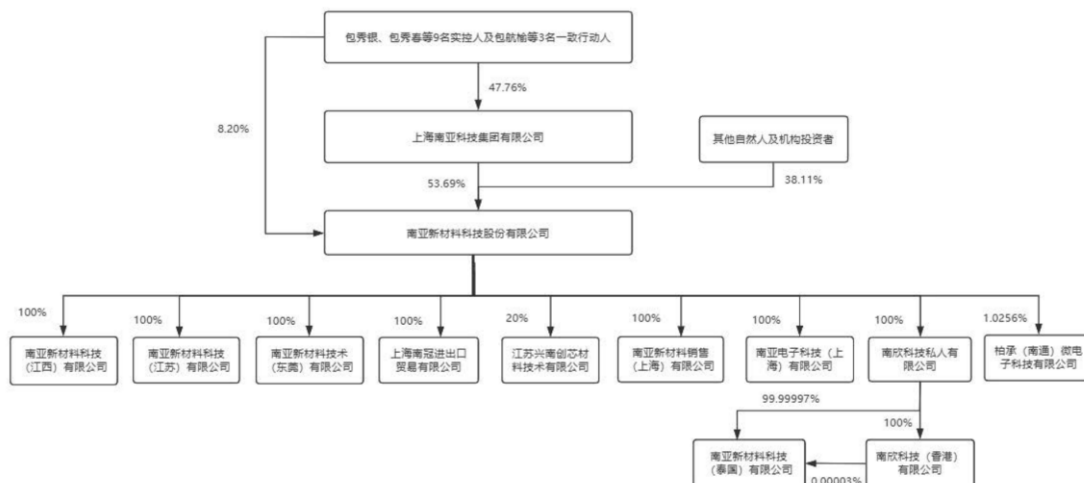 包秀银、包秀春等9名实控人及包航榆等3名一致行动人
47.76%
8.20%
上海南亚科技集团有限公司
其他自然人及机构投资者
53.69%
38.11%
南亚新材料科技股份有限公司
100%
100%
100%
100%
20%
100%
100%
100%
1.0256%
南亚新材料科技
（江西）有限公司
南亚新材料科技
（江苏）有限公司
南亚新材料技术
（东莞）有限公司
上海南冠进出口
贸易有限公司
江苏兴南创芯材
料技术有限公司
南亚新材料销售
（上海）有限公司
南亚电子科技（上
海）有限公司
南欣科技私人有
限公司
柏承（南通）微电
子科技有限公司
99.99997%
100%
南亚新材料科技
（泰国）有限公司
南欣科技（香港）
有限公司
0.00003%